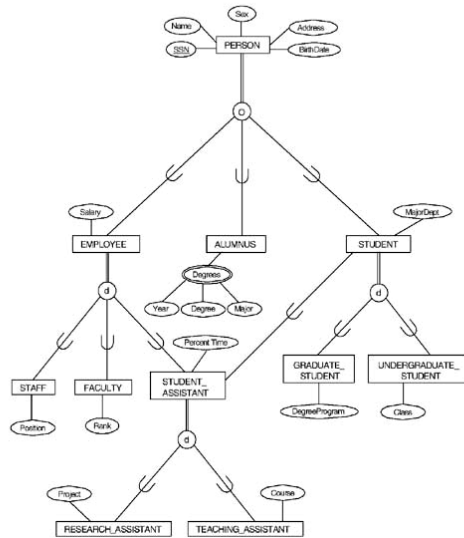 Sex
Name
Address
SSN
PERSON
BirthDate
O
Salary
MajorDept
EMPLOYEE
ALUMNUS
STUDENT
Degrees
d
d
Year
Degree
Major
Percent Time
STAFF
FACULTY
STUDENT_
ASSISTANT
GRADUATE_
STUDENT
UNDERGRADUATE_
STUDENT
Position
Rank
DegreeProgram
Class
d
Project
Course
RESEARCH_ASSISTANT
TEACHING_ASSISTANT